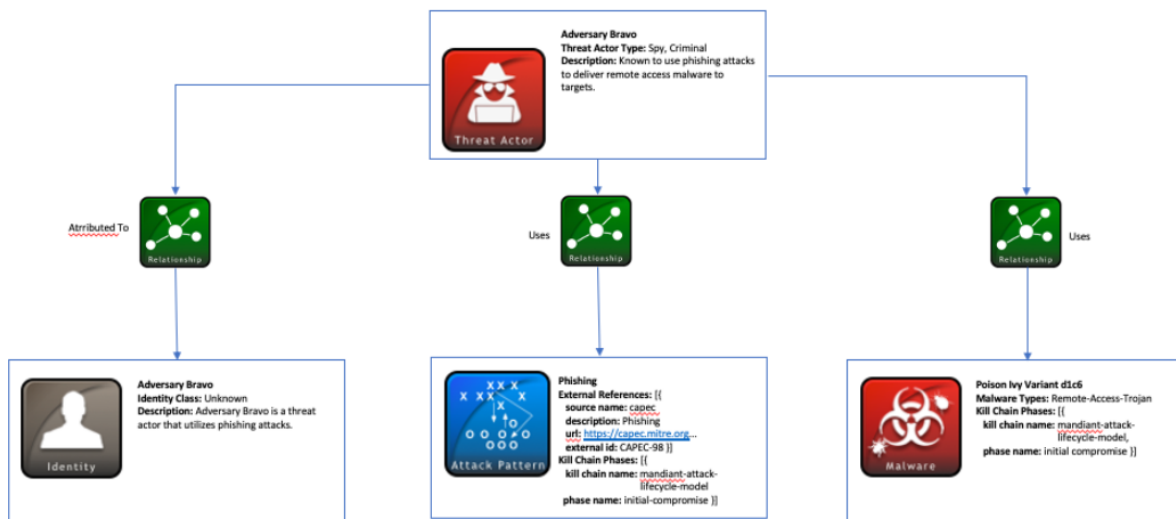 Adversary Bravo
Threat Actor Type: Spy, Criminal
Description: Known to use phishing attacks
to deliver remote access malware to
targets.
Threat Actor
Atrributed To
Relationship
Uses
Relationship
Uses
Relationship
Adversary Bravo
Identity Class: Unknown
Description: Adversary Bravo is a threat
actor that utilizes phishing attacks.
Identity
Phishing
External References: [{
source name: capec
description: Phishing
url: https://capec.mitre.org...
external id: CAPEC-98 }]
Kill Chain Phases: [{
kill chain name: mandiant-attack-
lifecycle-model
phase name: initial-compromise }]
X X X
X X X
X
O
O O O O
Attack Pattern
Poison Ivy Variant d1c6
Malware Types: Remote-Access-Trojan
Kill Chain Phases: [{
kill chain name: mandiant-attack-
lifecycle-model,
phase name: initial compromise }]
Malware